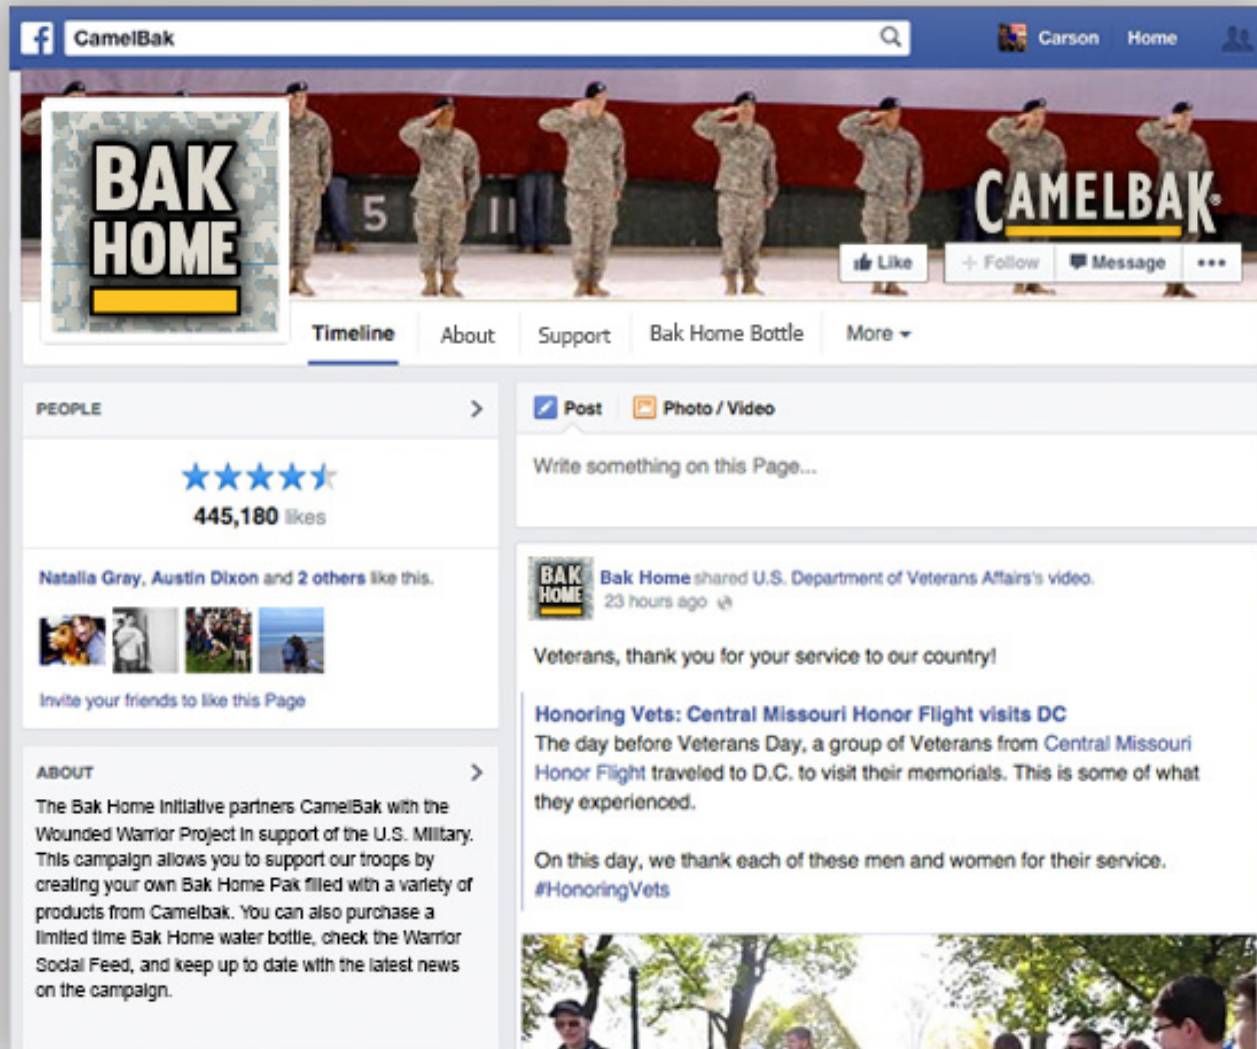 CamelBak
Carson
Home
BAK
HOME
5
11
CAMELBAK®
Like
+ Follow
Message
Timeline
About
Support
Bak Home Bottle
More
PEOPLE
445,180 likes
Natalia Gray, Austin Dixon and 2 others like this.
Invite your friends to like this Page
ABOUT
The Bak Home Initiative partners CamelBak with the
Wounded Warrior Project in support of the U.S. Military.
This campaign allows you to support our troops by
creating your own Bak Home Pak filled with a variety of
products from Camelbak. You can also purchase a
limited time Bak Home water bottle, check the Warrior
Social Feed, and keep up to date with the latest news
on the campaign.
Post
Photo / Video
Write something on this Page...
BAK
HOME
Bak Home shared U.S. Department of Veterans Affairs's video.
23 hours ago
Veterans, thank you for your service to our country!
Honoring Vets: Central Missouri Honor Flight visits DC
The day before Veterans Day, a group of Veterans from Central Missouri
Honor Flight traveled to D.C. to visit their memorials. This is some of what
they experienced.
On this day, we thank each of these men and women for their service.
#HonoringVets